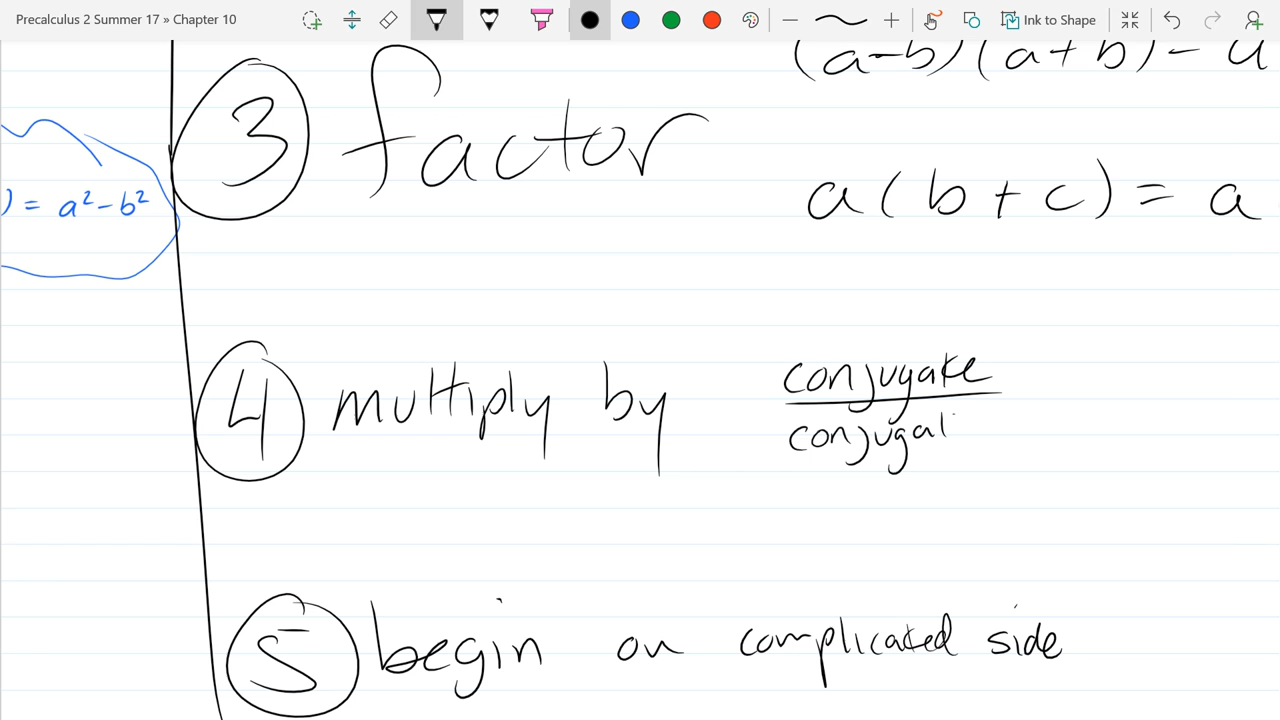 Precalculus 2 Summer 17 » Chapter 10
Ink to Shape
(a-b)(a+b) - a
③ factor
) = a²-b²
a(b+c) = a
④ multiply by conjugate
conjugat
⑤ begin on complicated side